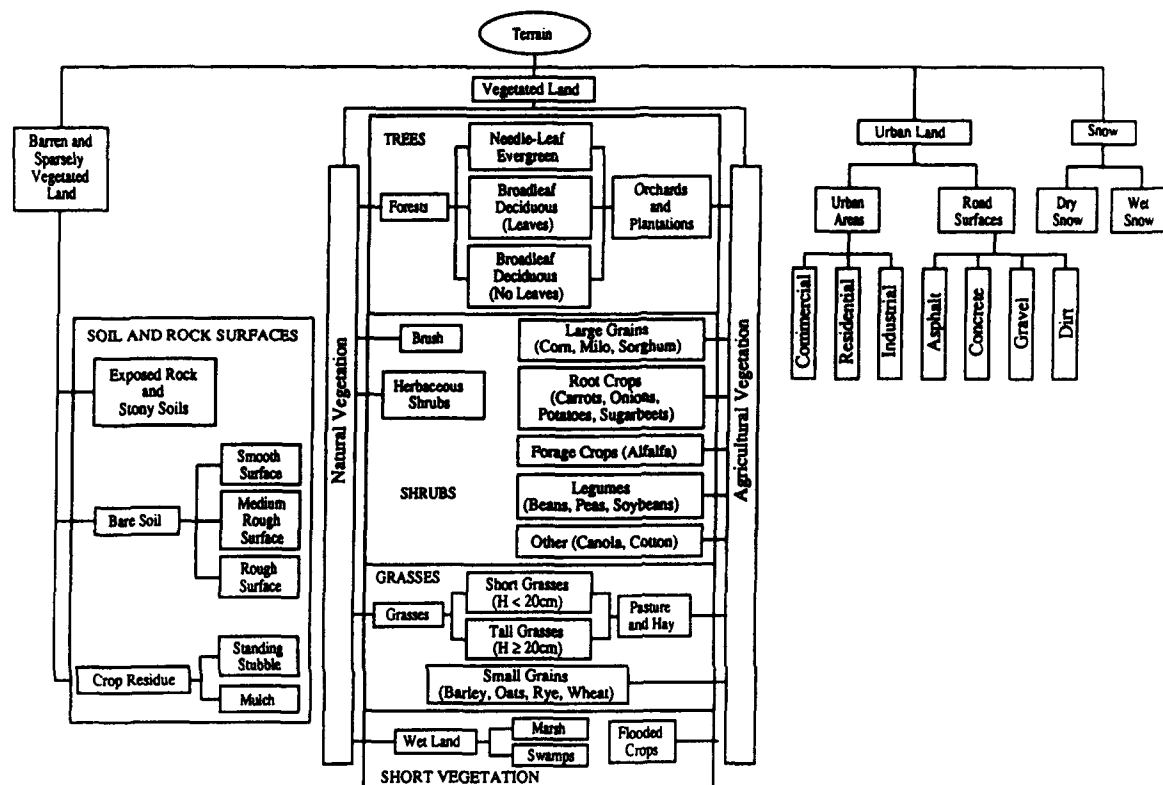 Terrain
Vegetated Land
Barren and
Sparsely
Vegetated
Land
SOIL AND ROCK SURFACES
Exposed Rock
and
Stony Soils
Bare Soil
Smooth
Surface
Medium
Rough
Surface
Rough
Surface
Crop Residue
Standing
Stubble
Mulch
Natural Vegetation
TREES
Forests
Needle-Leaf
Evergreen
Broadleaf
Deciduous
(Leaves)
Broadleaf
Deciduous
(No Leaves)
Orchards
and
Plantations
Brush
Herbaceous
Shrubs
SHRUBS
Large Grains
(Corn, Milo, Sorghum)
Root Crops
(Carrots, Onions,
Potatoes, Sugarbeets)
Forage Crops (Alfalfa)
Legumes
(Beans, Peas, Soybeans)
Other (Canola, Cotton)
GRASSES
Grasses
Short Grasses
(H < 20cm)
Tall Grasses
(H ≥ 20cm)
Pasture
and Hay
Small Grains
(Barley, Oats, Rye, Wheat)
Wet Land
Marsh
Swamps
Flooded
Crops
SHORT VEGETATION
Agricultural Vegetation
Urban Land
Urban
Areas
Commercial
Residential
Industrial
Road
Surfaces
Asphalt
Concrete
Gravel
Dirt
Snow
Dry
Snow
Wet
Snow